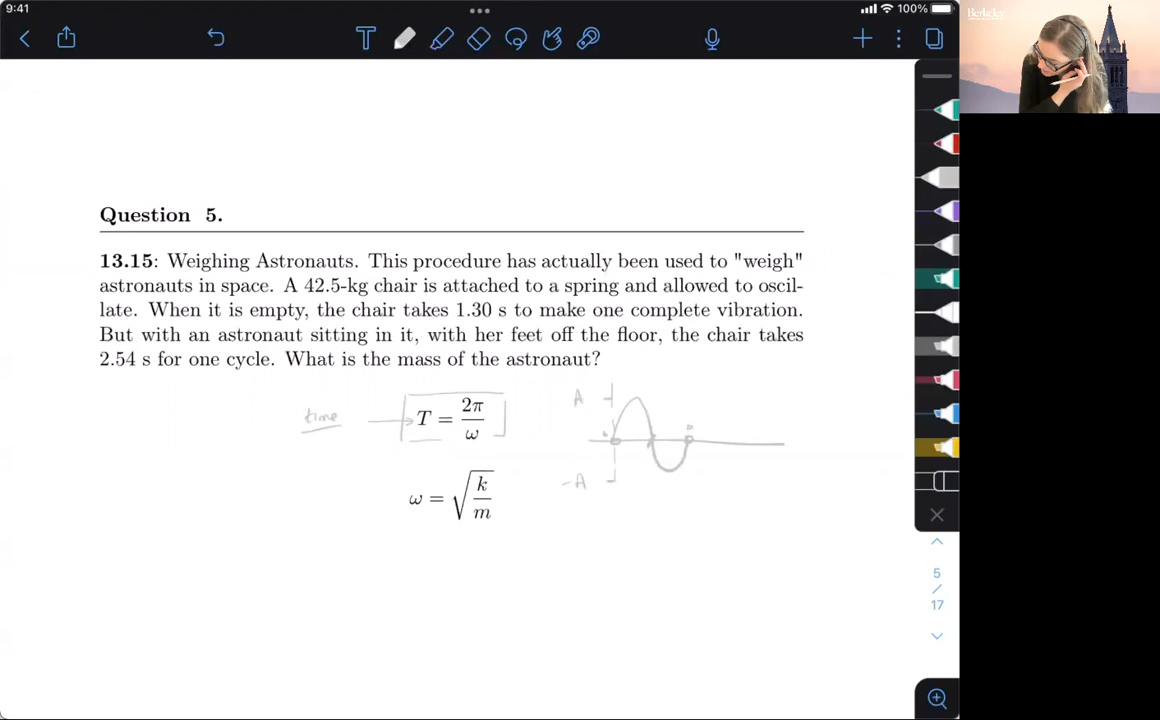 9:41
100%
Berkeley
Question 5.
13.15: Weighing Astronauts. This procedure has actually been used to "weigh"
astronauts in space. A 42.5-kg chair is attached to a spring and allowed to oscil-
late. When it is empty, the chair takes 1.30 s to make one complete vibration.
But with an astronaut sitting in it, with her feet off the floor, the chair takes
2.54 s for one cycle. What is the mass of the astronaut?
time
T = 2π/ω
A
-A
ω = √(k/m)
5
/
17